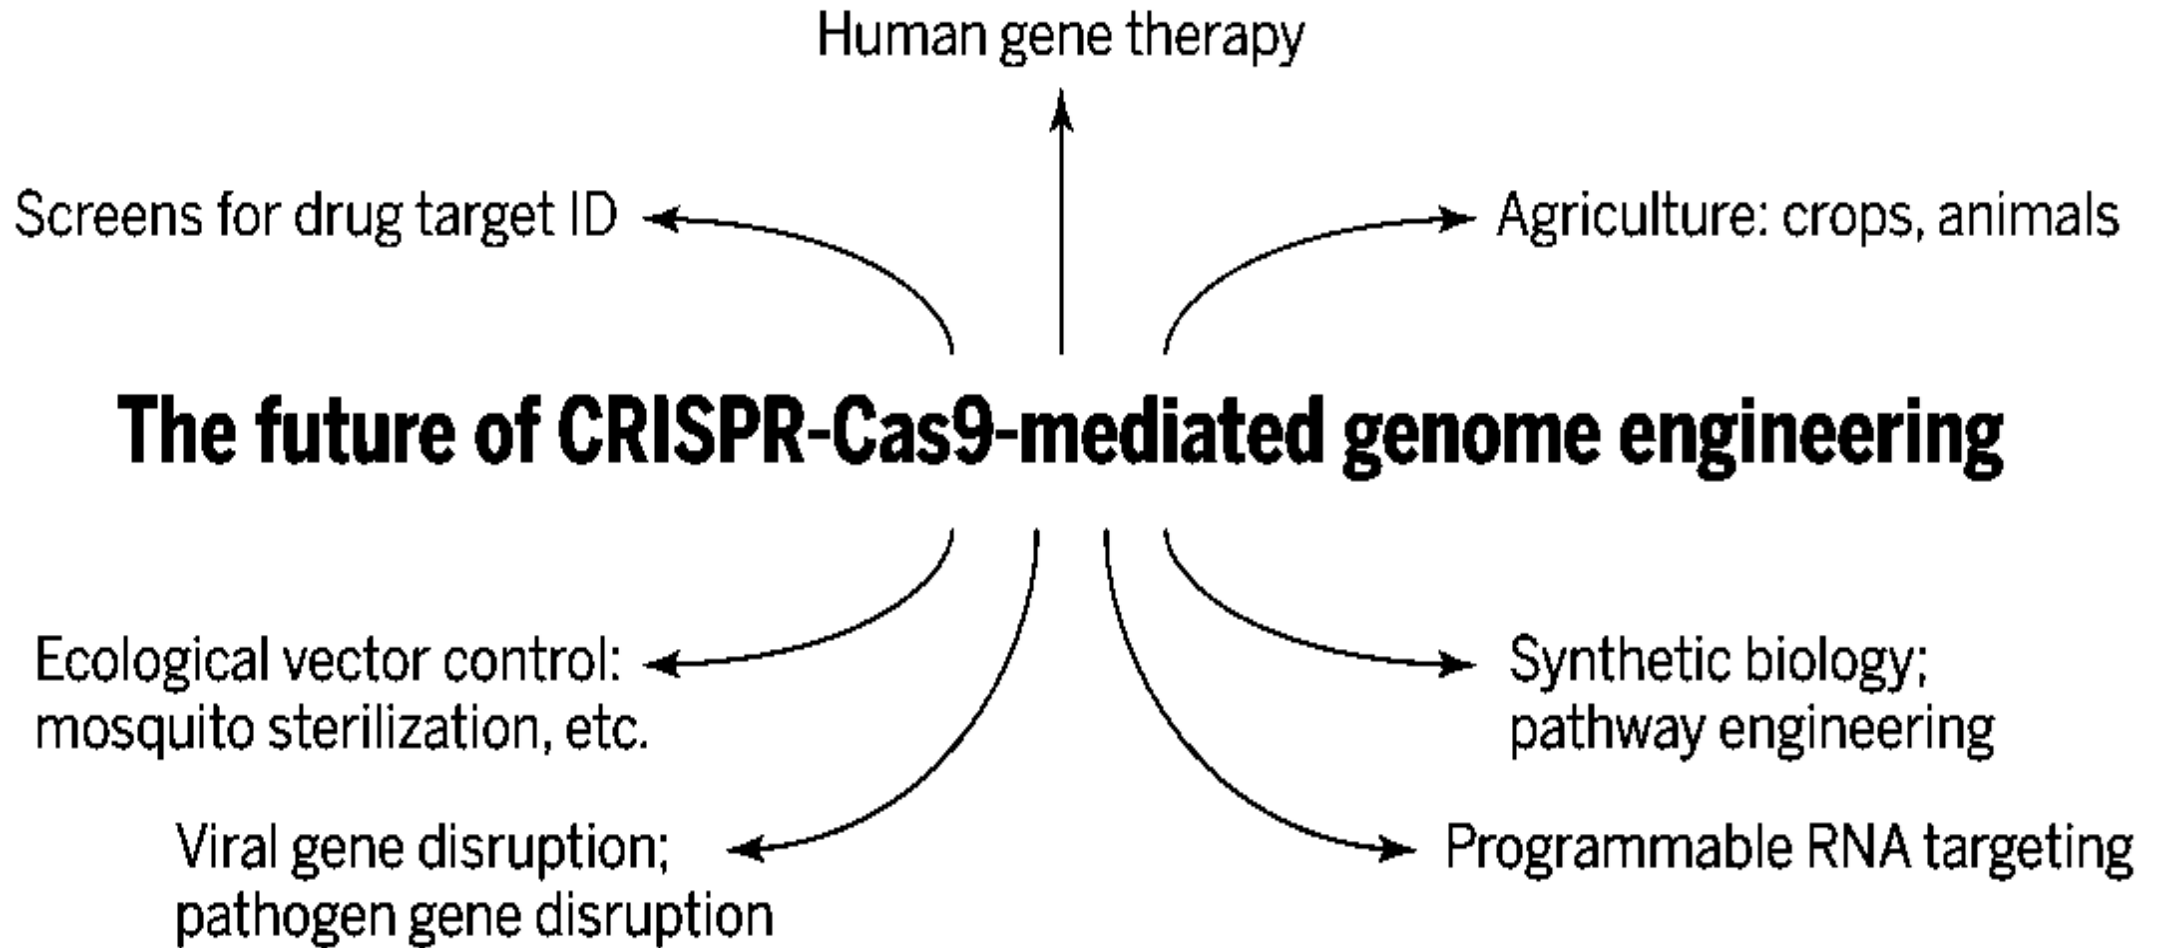 Human gene therapy
Screens for drug target ID
Agriculture: crops, animals
The future of CRISPR-Cas9-mediated genome engineering
Ecological vector control:
mosquito sterilization, etc.
Synthetic biology;
pathway engineering
Viral gene disruption;
pathogen gene disruption
Programmable RNA targeting